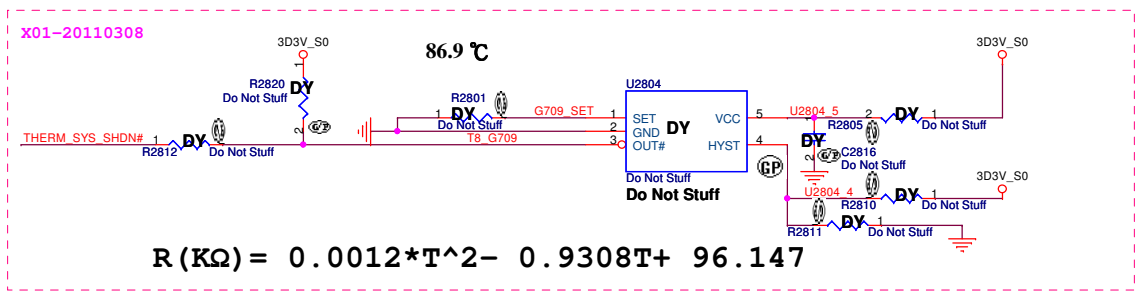 X01-20110308
3D3V_S0
86.9 ℃
3D3V_S0
1
R2820
DY
Do Not Stuff
2
G/P
U2804
R2801
1
DY
2
Do Not Stuff
G709_SET
1
SET
VCC
5
U2804_5
2
GND
DY
T8_G709
3
OUT#
HYST
4
GP
Do Not Stuff
Do Not Stuff
1
R2805
2
DY
1
Do Not Stuff
DY
C2816
G/P
2
Do Not Stuff
THERM_SYS_SHDN#
1
DY
2
R2812
Do Not Stuff
3D3V_S0
U2804_4
R2810
DY
1
Do Not Stuff
R2811
DY
1
Do Not Stuff
R(KΩ)= 0.0012*T^2- 0.9308T+ 96.147